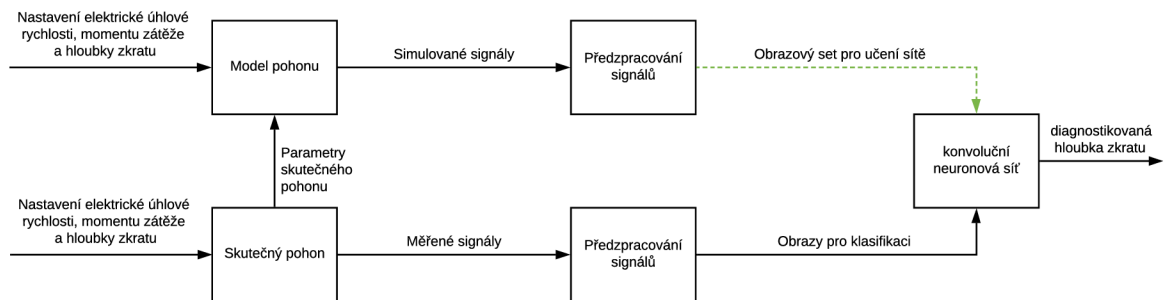 Nastavení elektrické úhlové
rychlosti, momentu zátěže
a hloubky zkratu
Model pohonu
Simulované signály
Předzpracování
signálů
Obrazový set pro učení sítě
Parametry
skutečného
pohonu
konvoluční
neuronová síť
diagnostikovaná
hloubka zkratu
Nastavení elektrické úhlové
rychlosti, momentu zátěže
a hloubky zkratu
Skutečný pohon
Měřené signály
Předzpracování
signálů
Obrazy pro klasifikaci